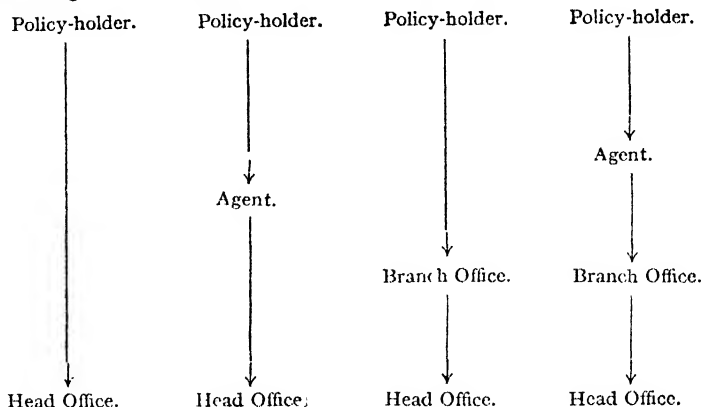 Policy-holder. Policy-holder. Policy-holder. Policy-holder.
Agent.
Agent.
Branch Office. Branch Office.
Head Office. Head Office. Head Office. Head Office.